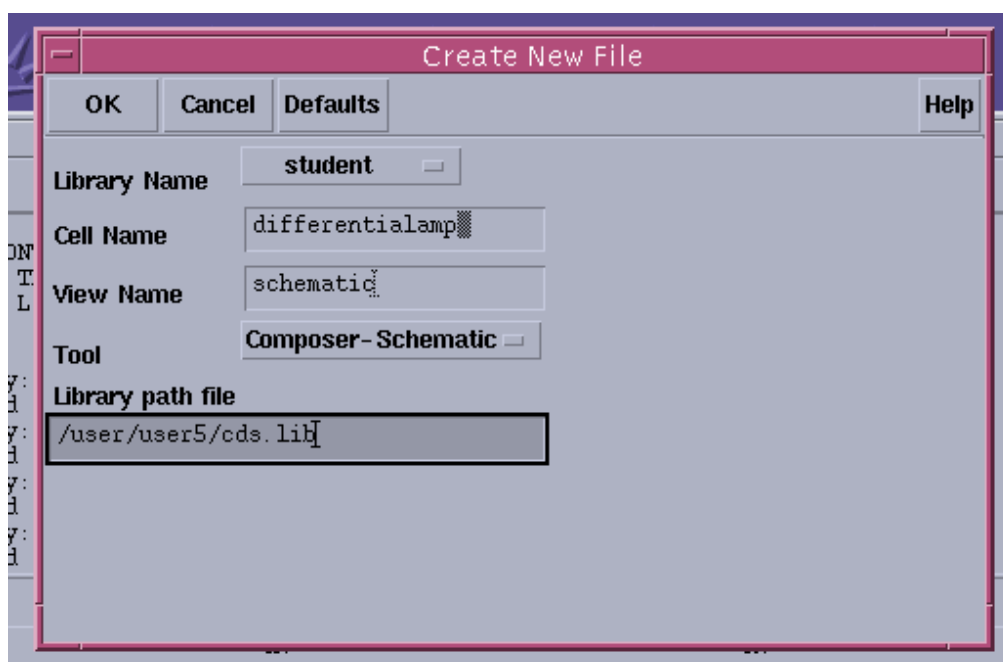 Create New File
OK Cancel Defaults Help
Library Name student
Cell Name differentialamp
View Name schematic
Tool Composer-Schematic
Library path file
/user/user5/cds.lib